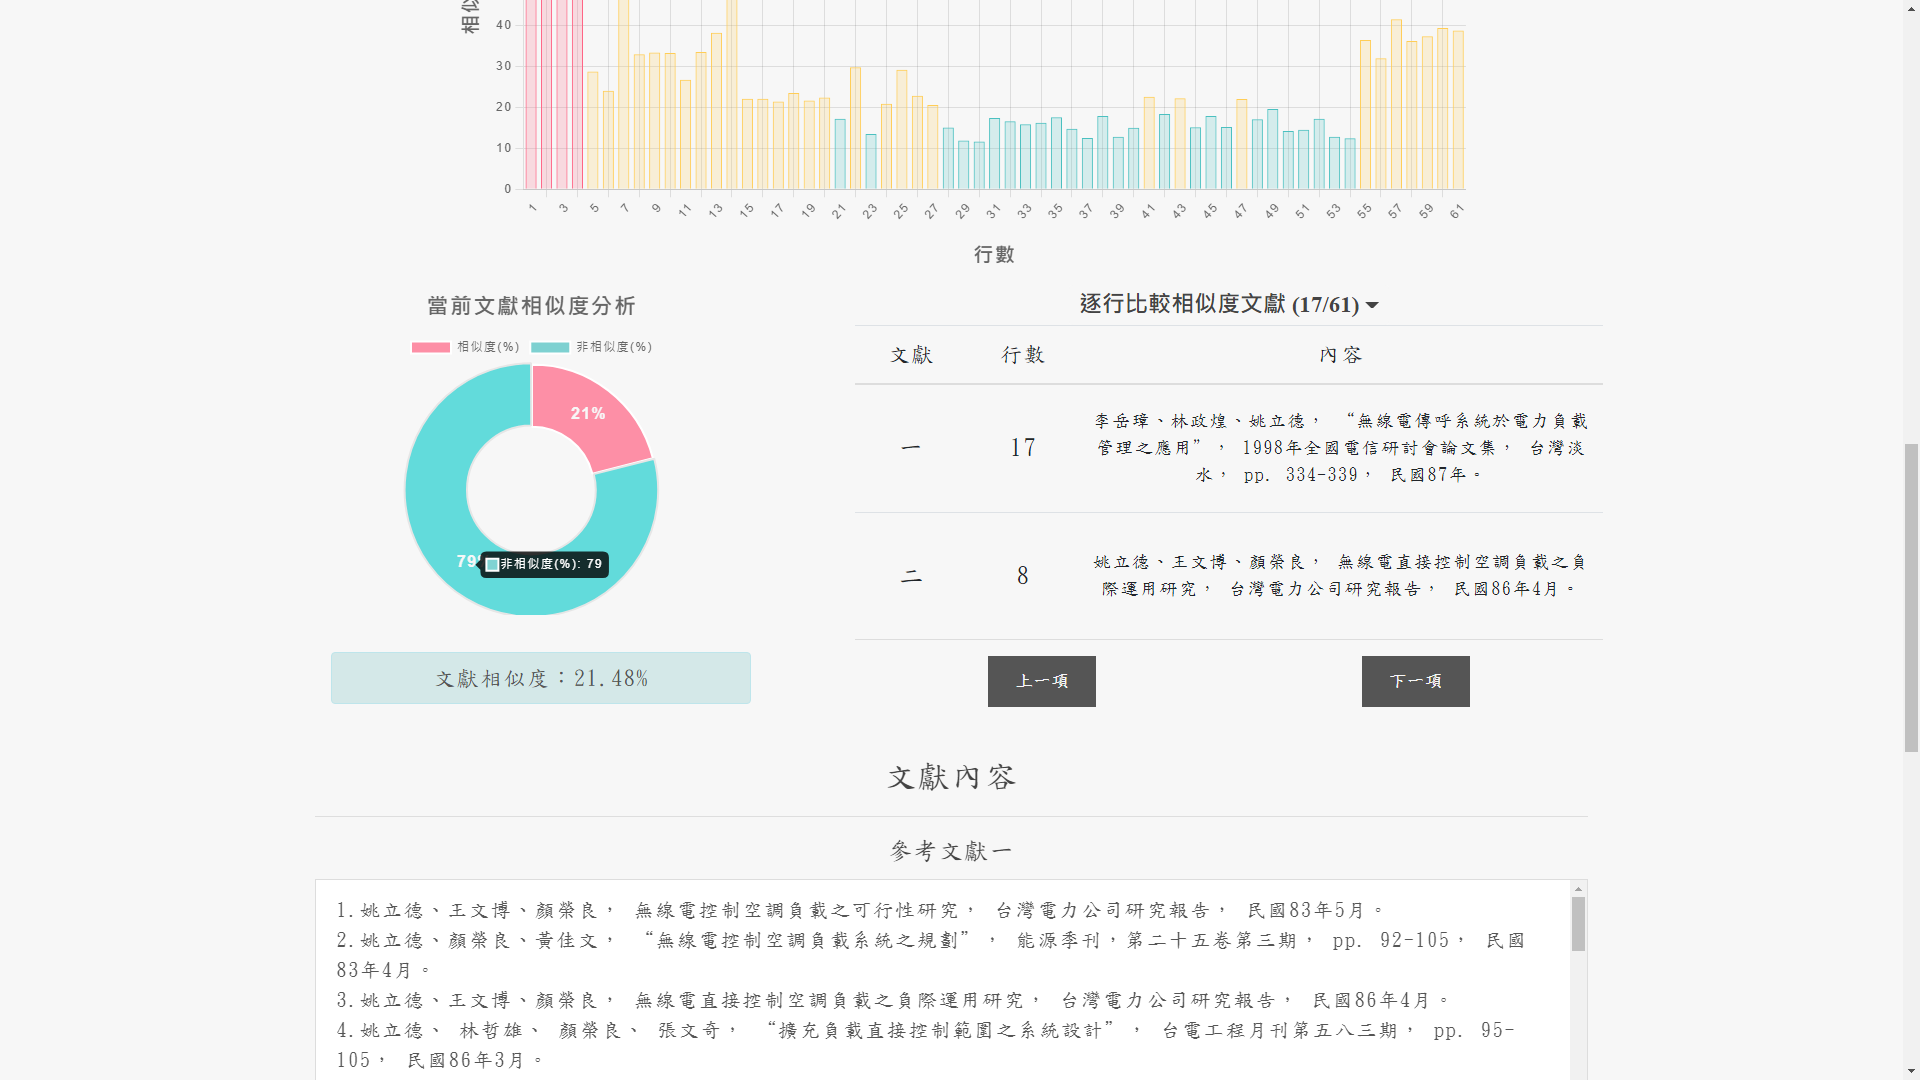 相似
40
30
20
10
0
1 3 5 7 9 11 13 15 17 19 21 23 25 27 29 31 33 35 37 39 41 43 45 47 49 51 53 55 57 59 61
行數
當前文獻相似度分析
相似度(%) 非相似度(%)
21%
79
非相似度(%): 79
文獻相似度：21.48%
逐行比較相似度文獻 (17/61)
文獻 行數 內容
一 17 李岳璋、林政煌、姚立德， “無線電傳呼系統於電力負載
管理之應用”， 1998年全國電信研討會論文集， 台灣淡
水， pp. 334-339， 民國87年。
二 8 姚立德、王文博、顏榮良， 無線電直接控制空調負載之負
際運用研究， 台灣電力公司研究報告， 民國86年4月。
上一項 下一項
文獻內容
參考文獻一
1.姚立德、王文博、顏榮良， 無線電控制空調負載之可行性研究， 台灣電力公司研究報告， 民國83年5月。
2.姚立德、顏榮良、黃佳文， “無線電控制空調負載系統之規劃”， 能源季刊，第二十五卷第三期， pp. 92-105， 民國
83年4月。
3.姚立德、王文博、顏榮良， 無線電直接控制空調負載之負際運用研究， 台灣電力公司研究報告， 民國86年4月。
4.姚立德、 林哲雄、 顏榮良、 張文奇， “擴充負載直接控制範圍之系統設計”， 台電工程月刊第五八三期， pp. 95-
105， 民國86年3月。